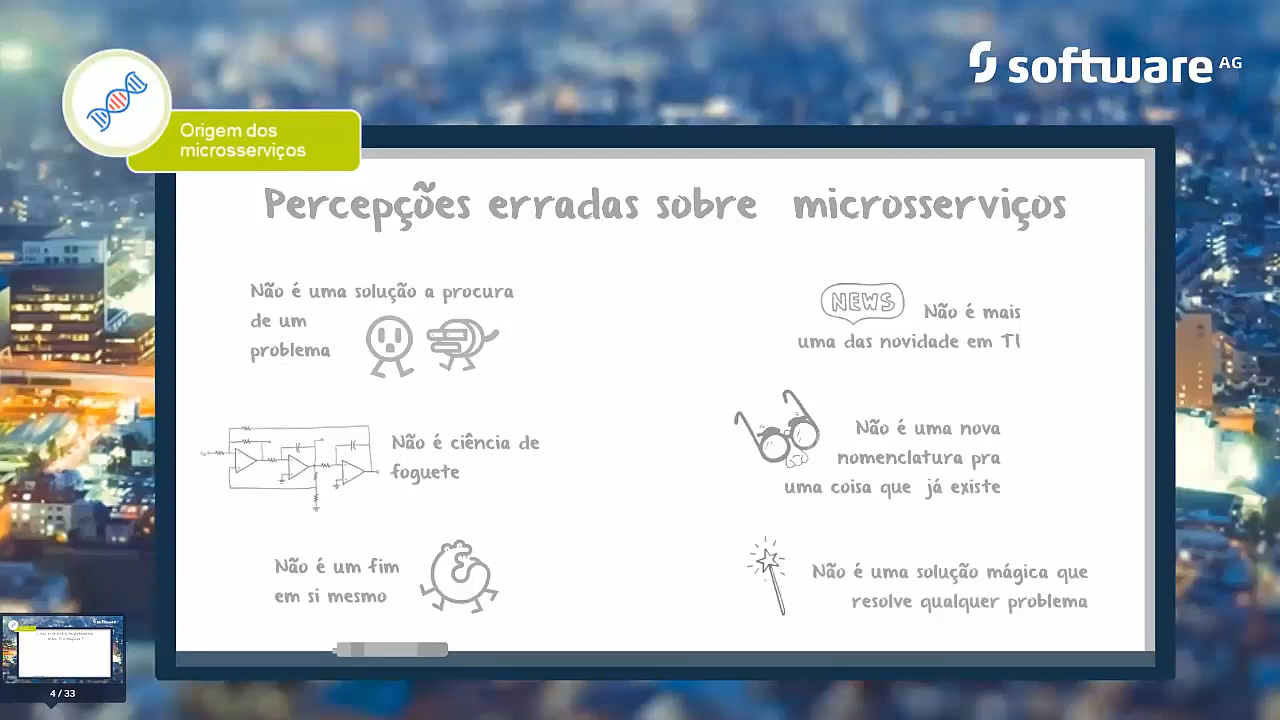 software AG
Origem dos
microsserviços
Percepções erradas sobre microsserviços
Não é uma solução a procura
de um
problema
NEWS
Não é mais
uma das novidade em TI
Não é ciência de
foguete
Não é uma nova
nomenclatura pra
uma coisa que já existe
Não é um fim
em si mesmo
Não é uma solução mágica que
resolve qualquer problema
4 / 33